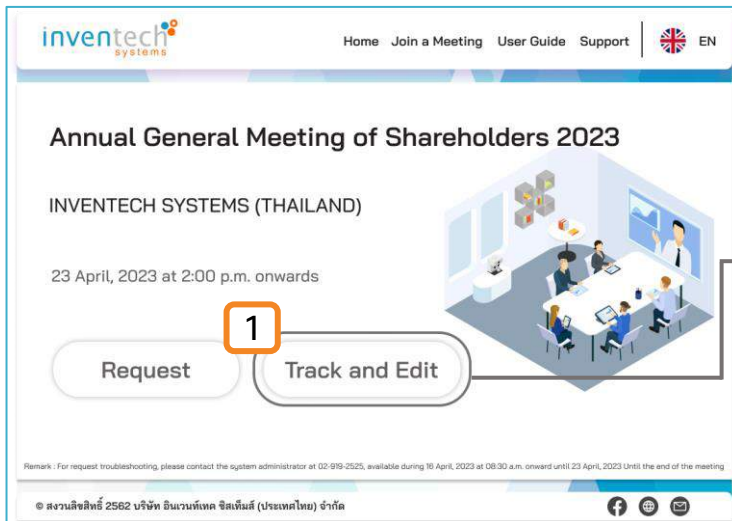 inventech
systems
Home Join a Meeting User Guide Support EN
Annual General Meeting of Shareholders 2023
INVENTECH SYSTEMS (THAILAND)
23 April, 2023 at 2:00 p.m. onwards
1
Request Track and Edit
Remark : For request troubleshooting, please contact the system administrator at 02-919-2525, available during 16 April, 2023 at 08:30 a.m. onward until 23 April, 2023 Until the end of the meeting
© สงวนลิขสิทธิ์ 2562 บริษัท อินเวนท์เทค ซิสเท็มส์ (ประเทศไทย) จำกัด